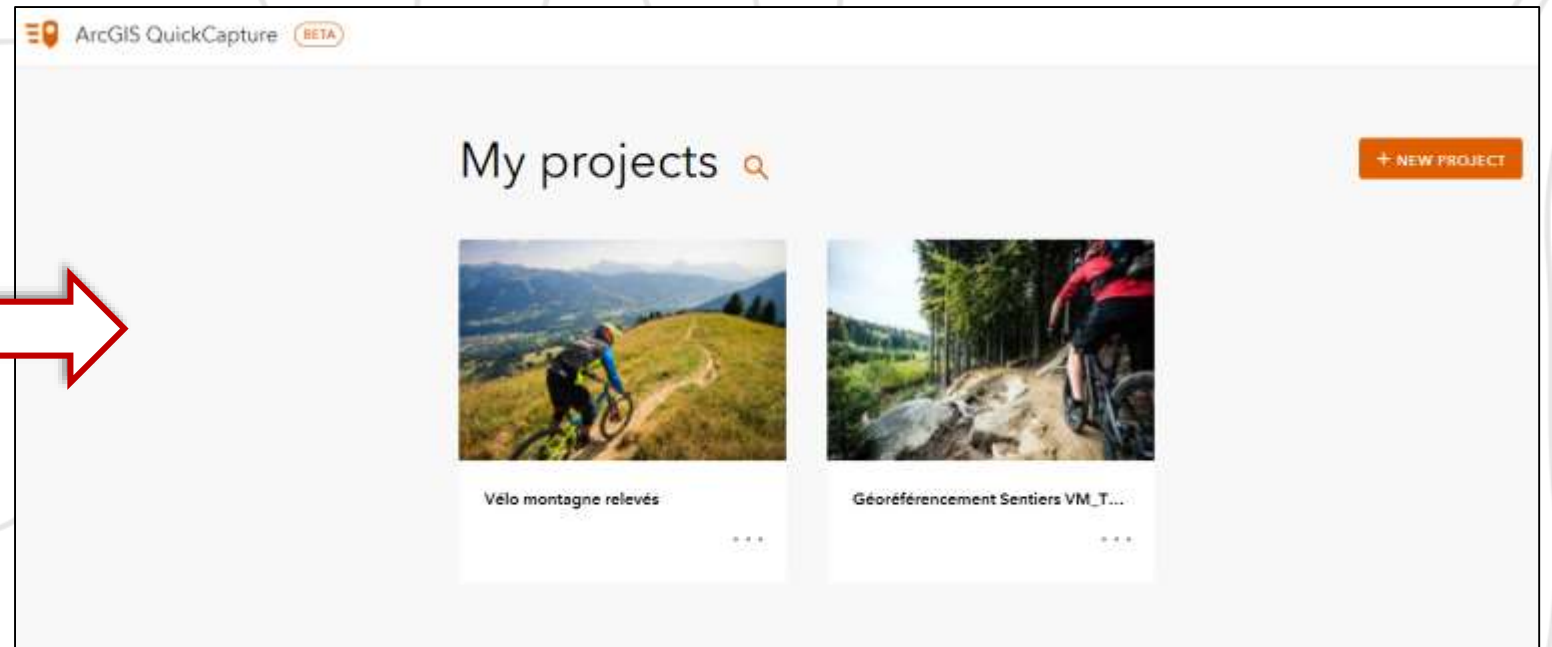 ArcGIS QuickCapture BETA
My projects
+ NEW PROJECT
Vélo montagne relevés
Géoréférencement Sentiers VM_T...